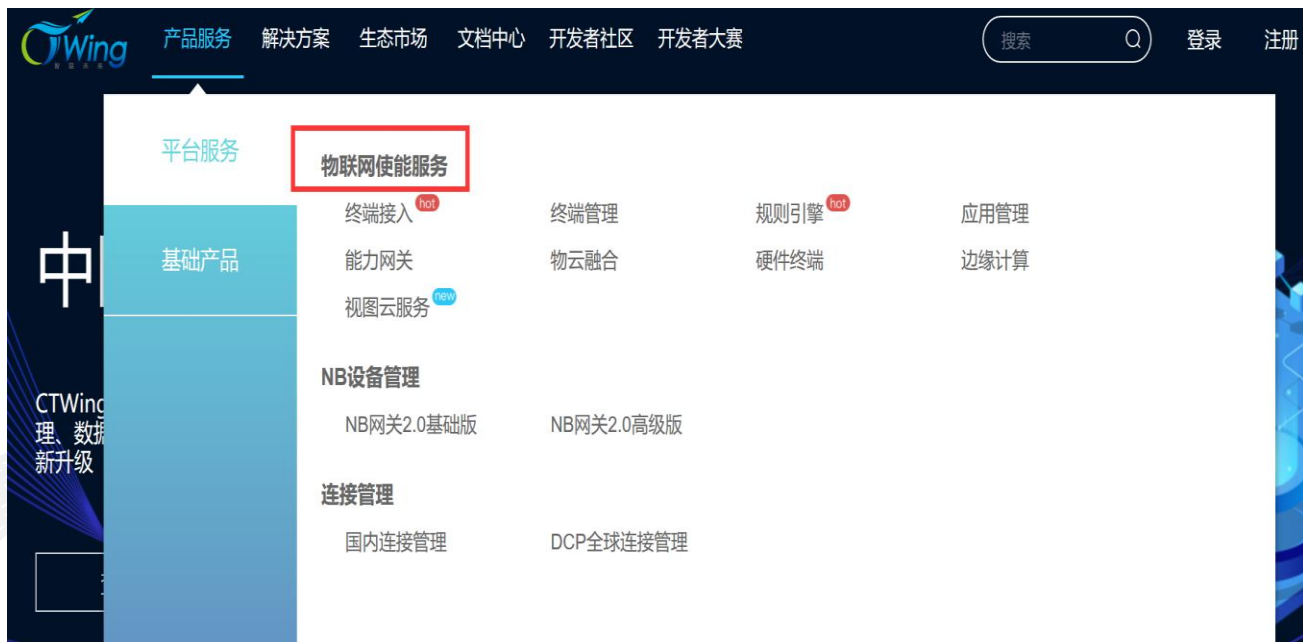 CTWing 产品服务 解决方案 生态市场 文档中心 开发者社区 开发者大赛 搜索 登录 注册
平台服务
基础产品
物联网使能服务
终端接入 hot 终端管理 规则引擎 hot 应用管理
能力网关 物云融合 硬件终端 边缘计算
视图云服务 new
NB设备管理
NB网关2.0基础版 NB网关2.0高级版
连接管理
国内连接管理 DCP全球连接管理
中
CTWing
理、数据
新升级